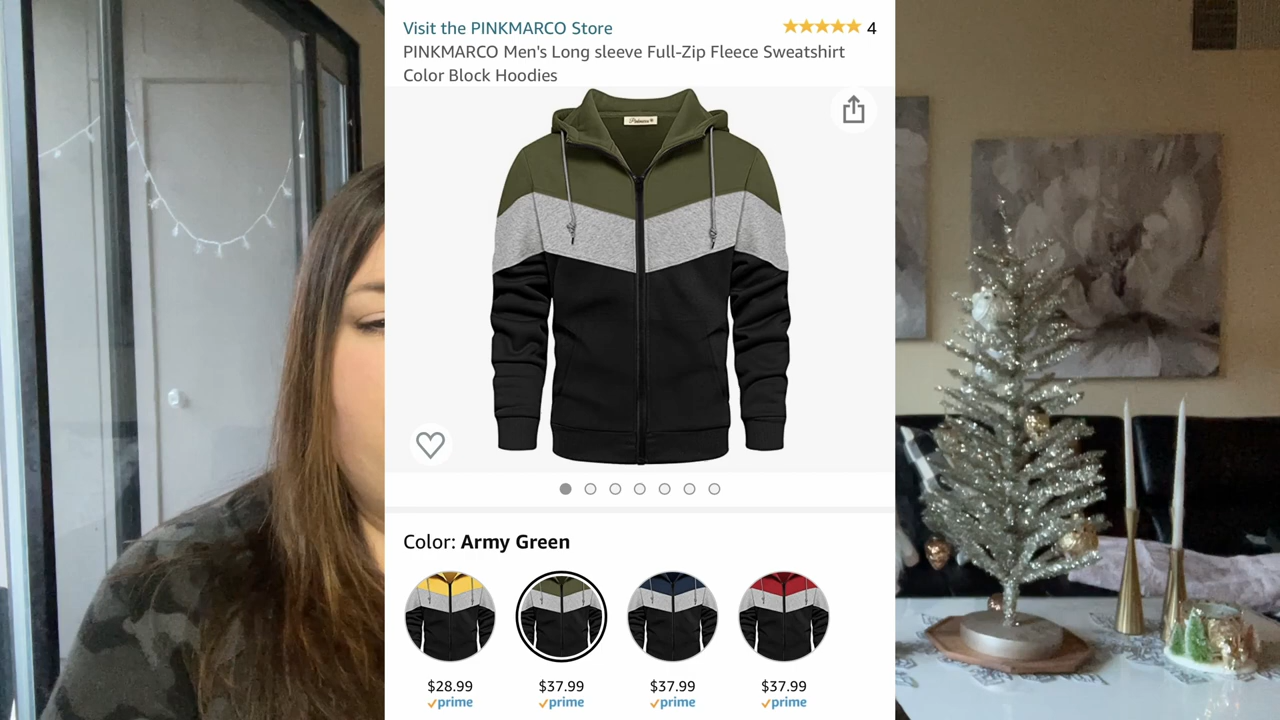 Visit the PINKMARCO Store
4
PINKMARCO Men's Long sleeve Full-Zip Fleece Sweatshirt
Color Block Hoodies
Pinkmarco
Color: Army Green
$28.99
$37.99
$37.99
$37.99
prime
prime
prime
prime